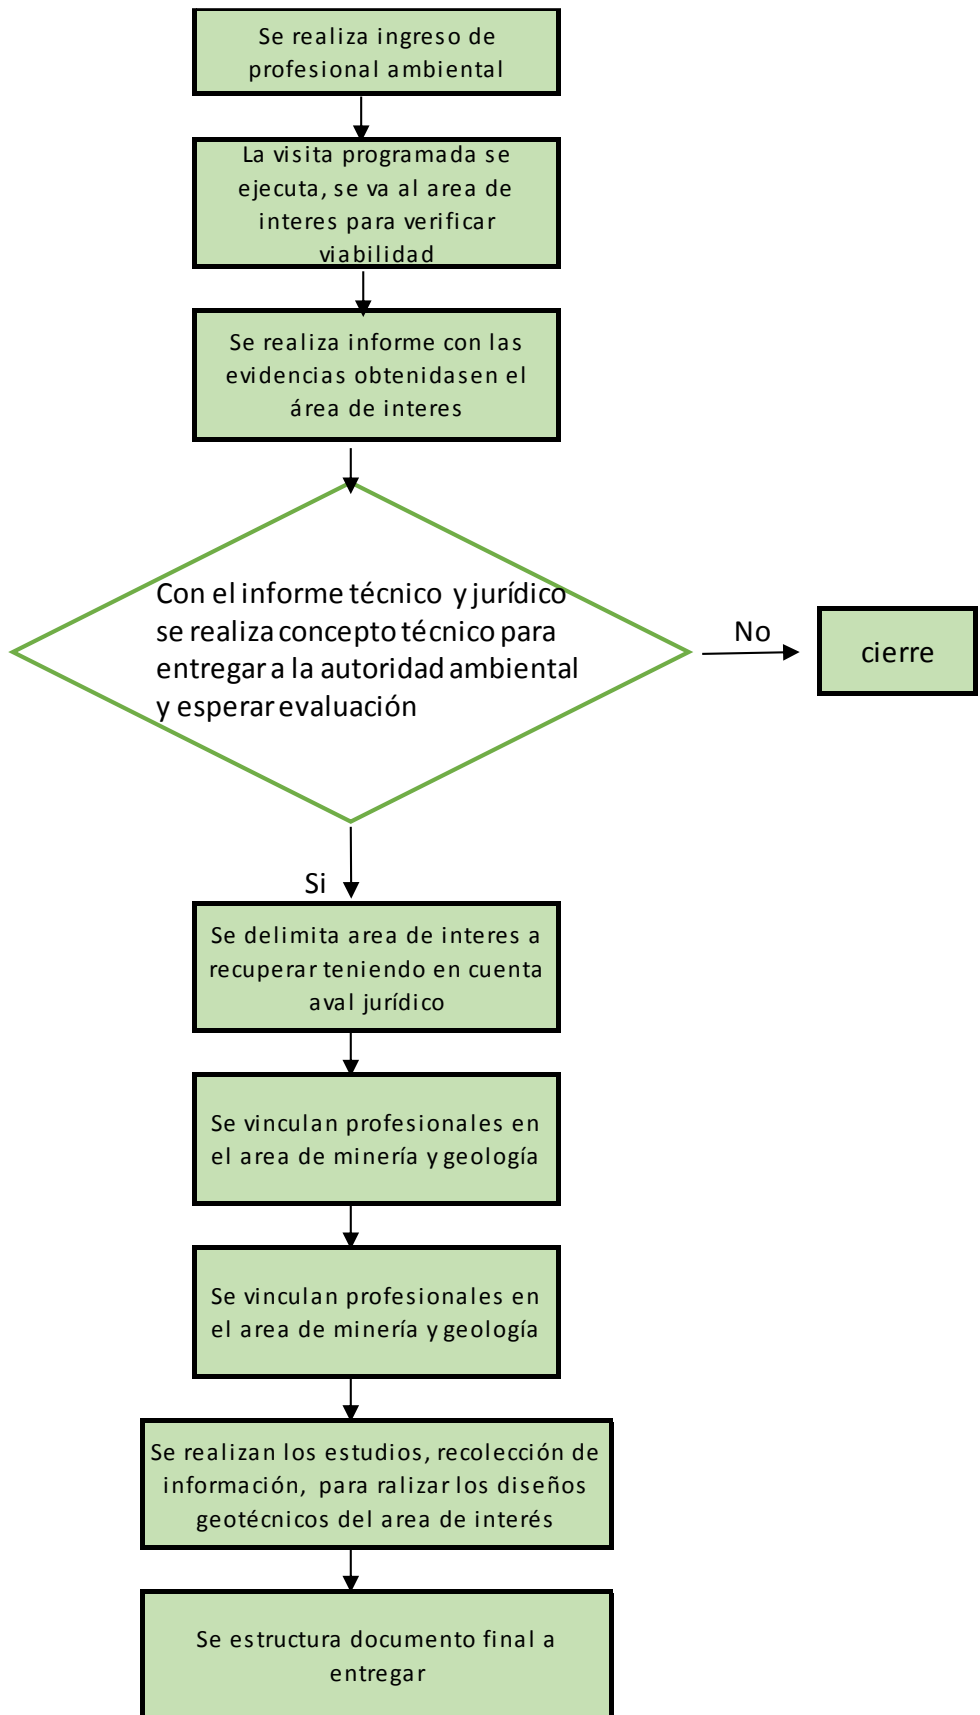 Se realiza ingreso de
profesional ambiental
La visita programada se
ejecuta, se va al area de
interes para verificar
viabilidad
Se realiza informe con las
evidencias obtenidasen el
área de interes
Con el informe técnico y jurídico
se realiza concepto técnico para
entregar a la autoridad ambiental
y esperar evaluación
No
cierre
Si
Se delimita area de interes a
recuperar teniendo en cuenta
aval jurídico
Se vinculan profesionales en
el area de minería y geología
Se vinculan profesionales en
el area de minería y geología
Se realizan los estudios, recolección de
información, para ralizar los diseños
geotécnicos del area de interés
Se estructura documento final a
entregar